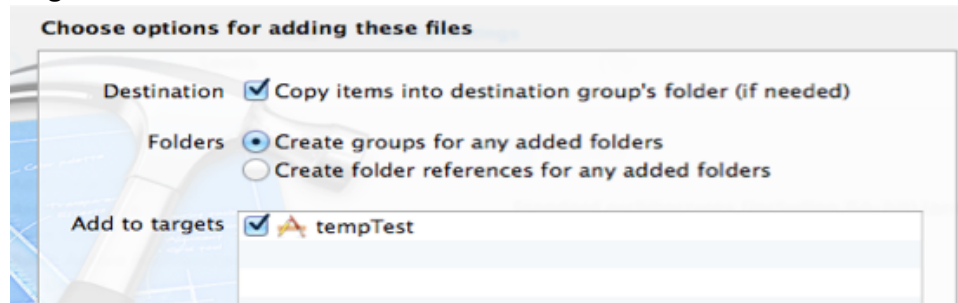 Choose options for adding these files
Destination Copy items into destination group's folder (if needed)
Folders Create groups for any added folders
Create folder references for any added folders
Add to targets tempTest